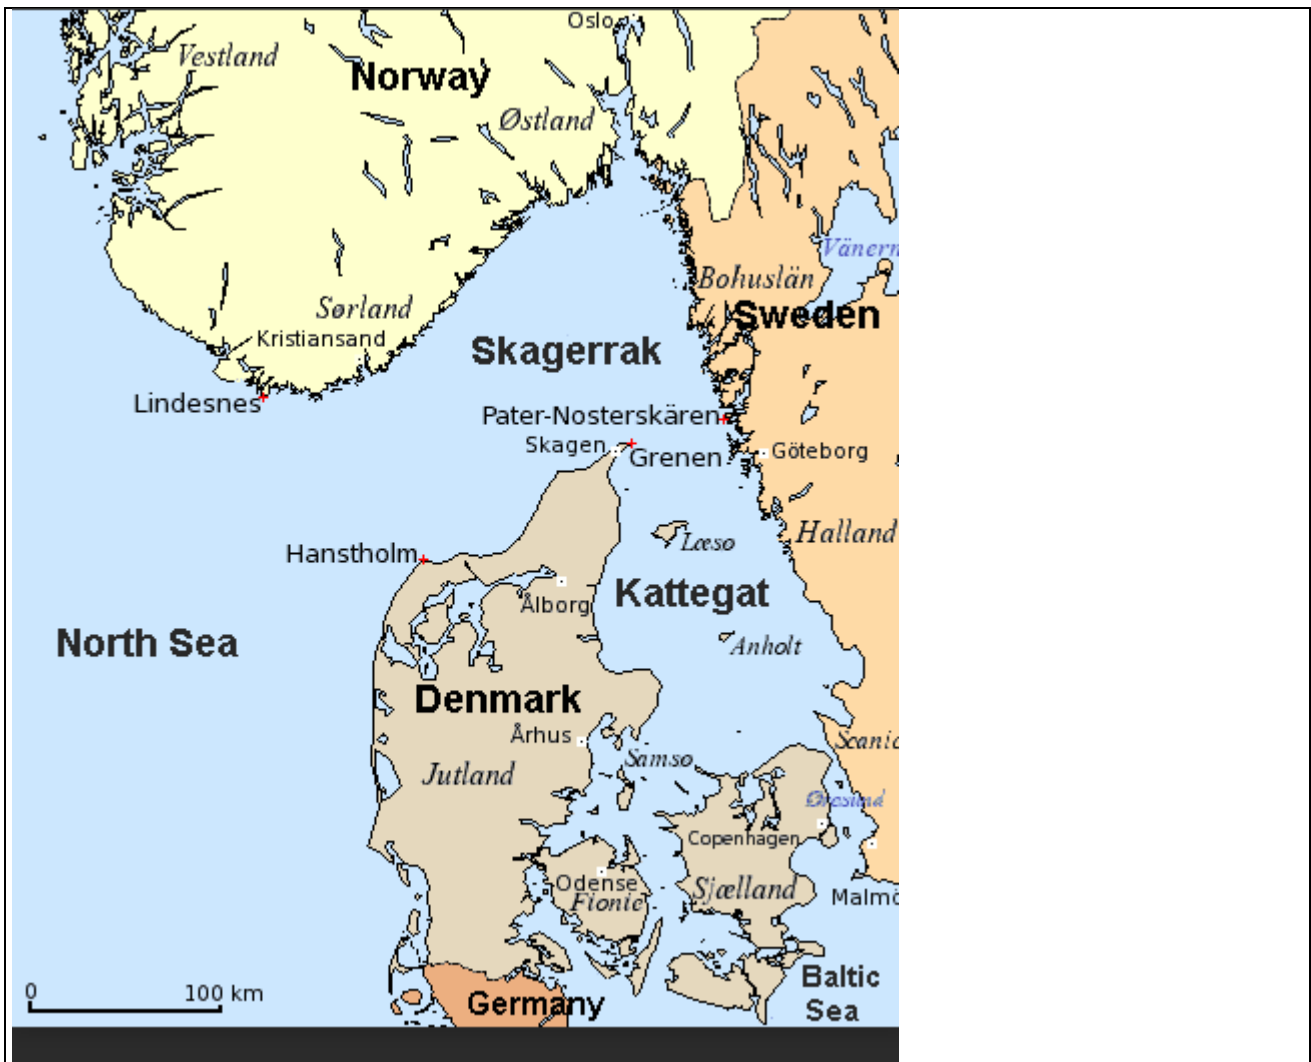 Oslo
Vestland
Norway
Østland
Vänern
Bohuslän
Sørland
Sweden
Kristiansand
Skagerrak
Lindesnes
Pater-Nosterskären
Skagen
Göteborg
Grenen
Halland
Læsø
Hanstholm
Kattegat
Ålborg
North Sea
Anholt
Denmark
Århus
Scanie
Samsø
Jutland
Øresund
Copenhagen
Odense
Sjælland
Fionie
Malmö
Baltic
Sea
0
100 km
Germany